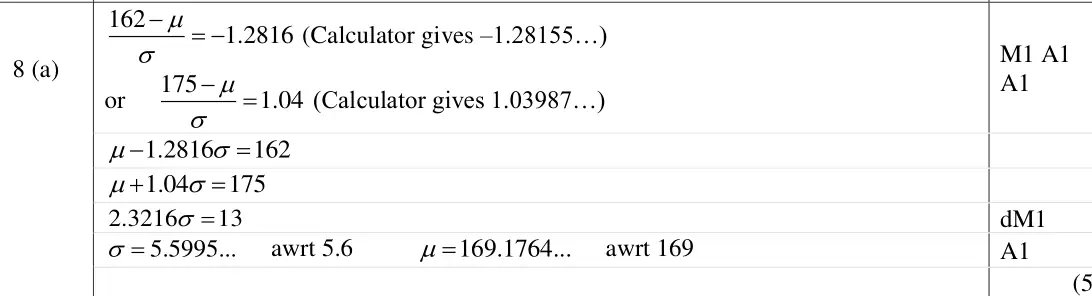 8 (a)
(162 − μ)/σ = −1.2816 (Calculator gives –1.28155…)
M1 A1
A1
or (175 − μ)/σ = 1.04 (Calculator gives 1.03987…)
μ − 1.2816σ = 162
μ + 1.04σ = 175
2.3216σ = 13 dM1
σ = 5.5995... awrt 5.6 μ = 169.1764... awrt 169 A1
(5